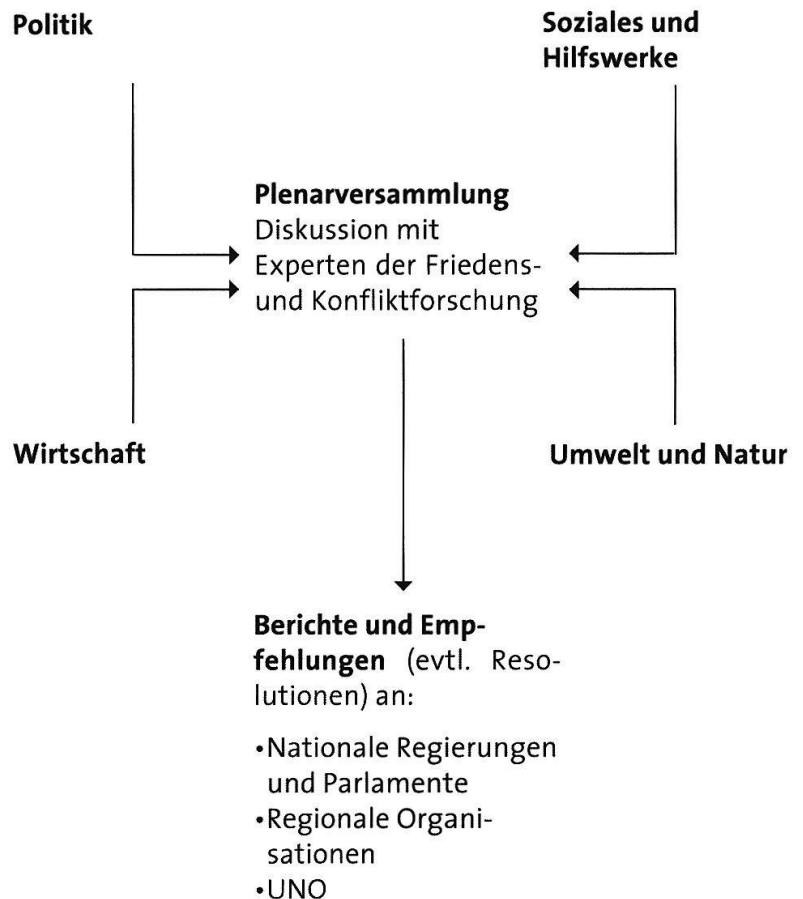 Politik
Soziales und
Hilfswerke
Plenarversammlung
Diskussion mit
Experten der Friedens-
und Konfliktforschung
Wirtschaft
Umwelt und Natur
Berichte und Emp-
fehlungen (evtl. Reso-
lutionen) an:
•Nationale Regierungen
und Parlamente
•Regionale Organi-
sationen
•UNO